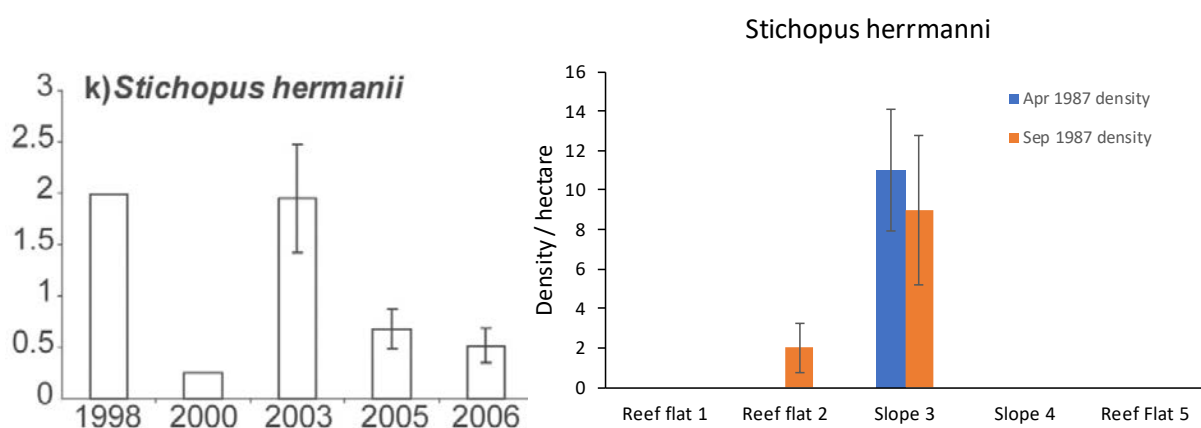 k) Stichopus hermanii
3
2.5
2
1.5
1
0.5
0
1998 2000 2003 2005 2006
Stichopus herrmanni
Density / hectare
16
14
12
10
8
6
4
2
0
Apr 1987 density
Sep 1987 density
Reef flat 1 Reef flat 2 Slope 3 Slope 4 Reef Flat 5